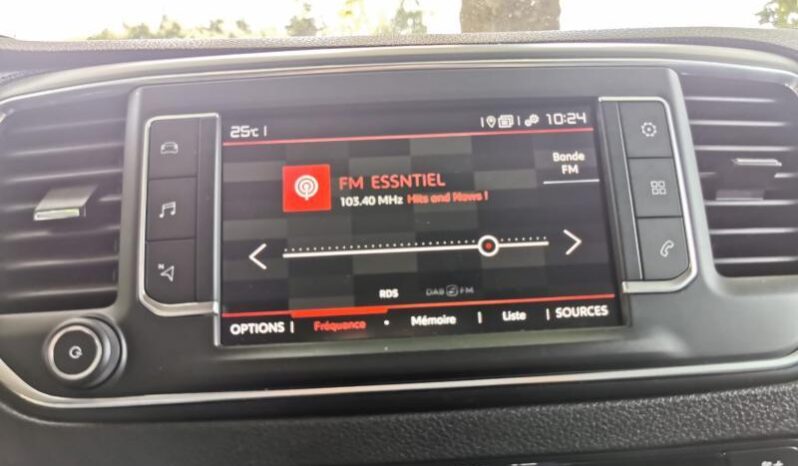 25°C |
10:24
Bande
FM
FM ESSNTIEL
103.40 MHz Hits and News !
RDS DAB FM
OPTIONS | Fréquence • Mémoire | Liste | SOURCES
N